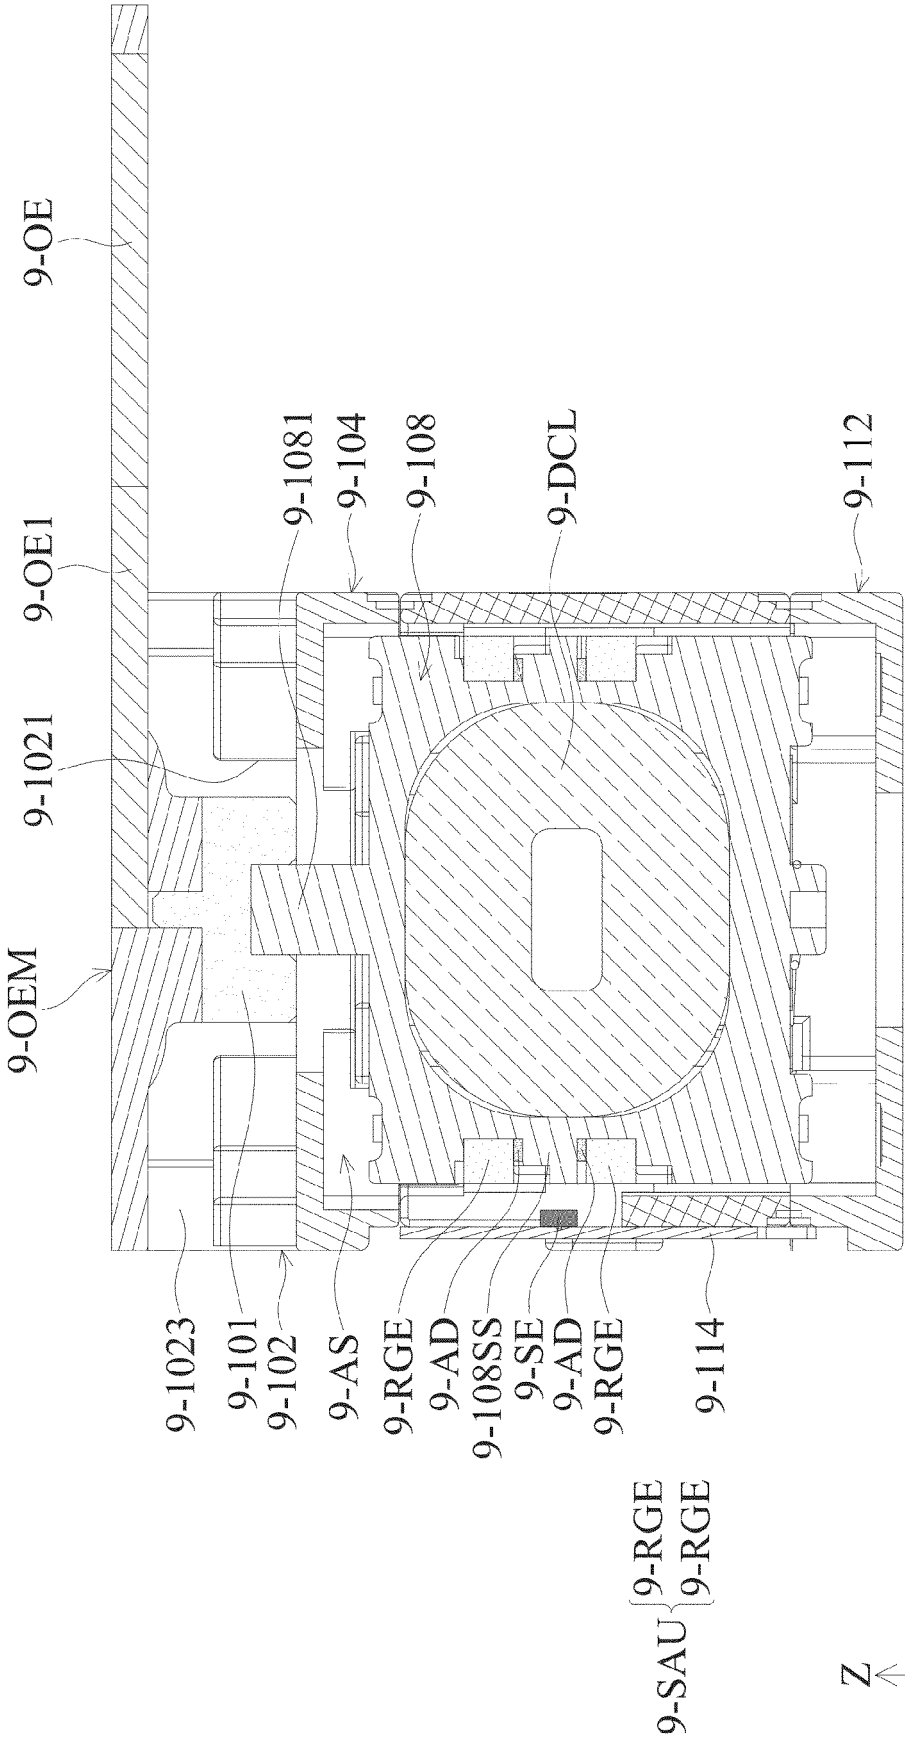 9-OEM
9-1021
9-OE1
9-OE
9-1081
9-104
9-108
9-DCL
9-112
9-1023
9-101
9-102
9-AS
9-RGE
9-AD
9-108SS
9-SE
9-AD
9-RGE
9-114
9-SAU
9-RGE
9-RGE
Z